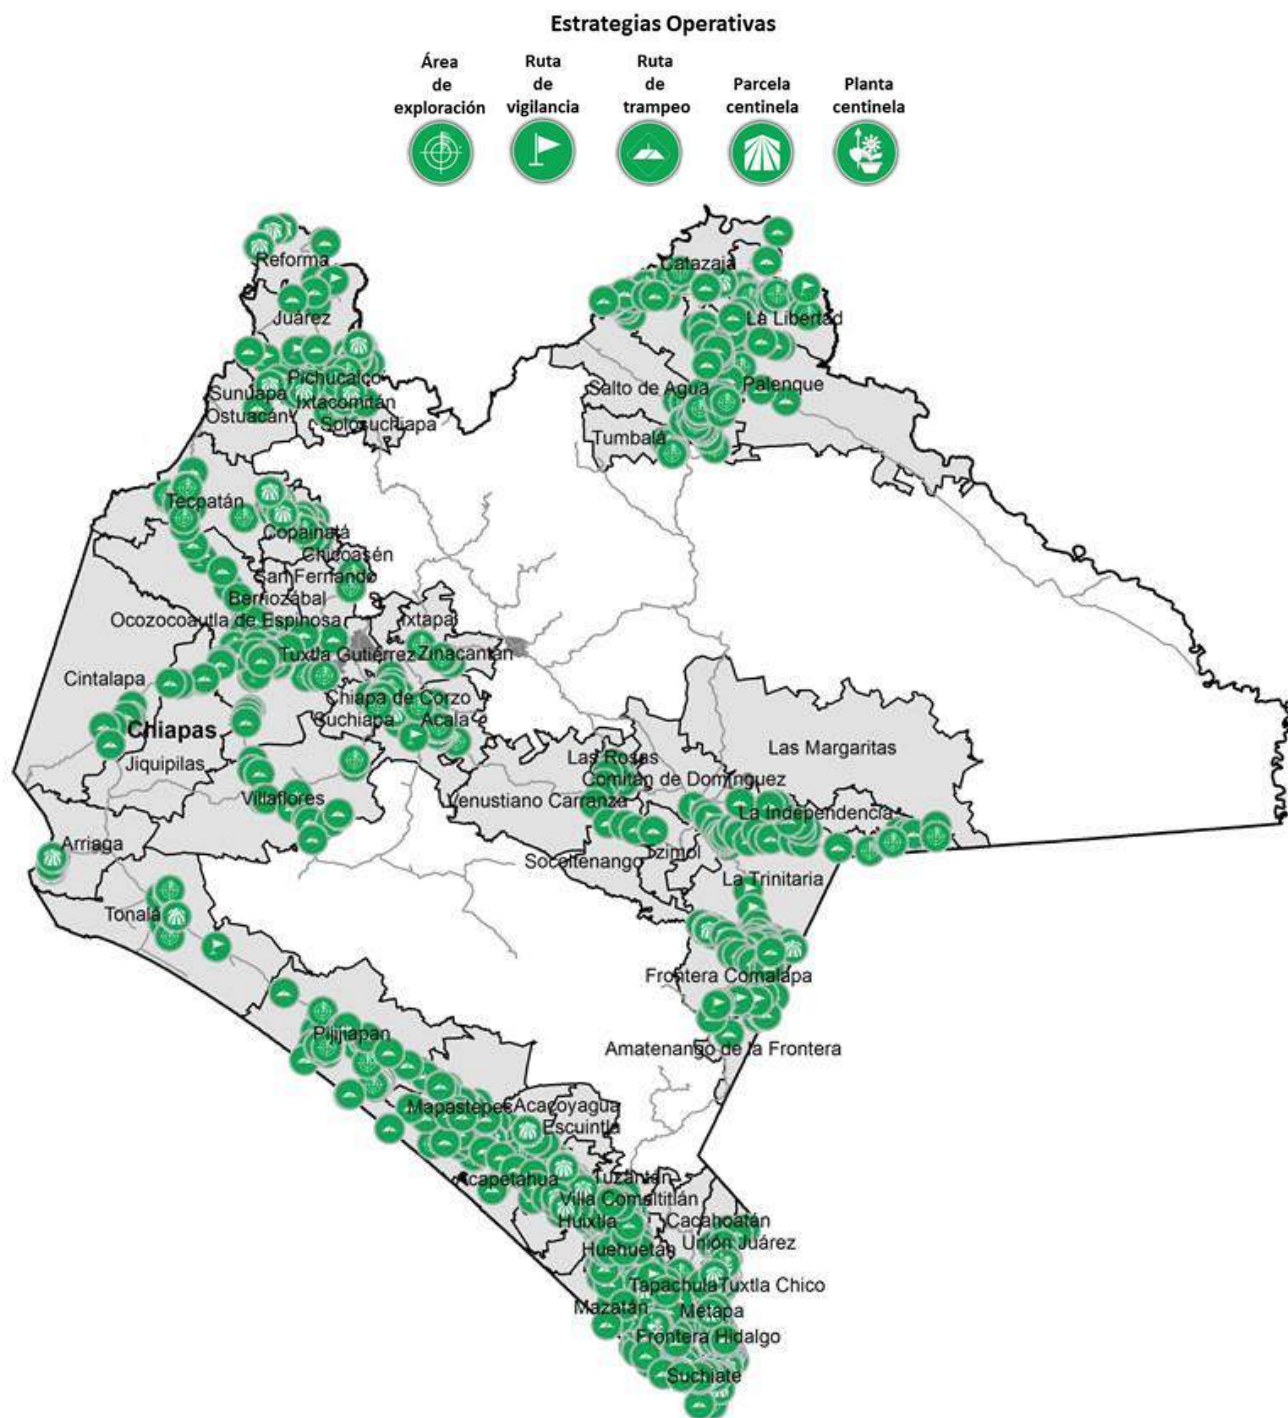 Estrategias Operativas
Área
de
exploración
Ruta
de
vigilancia
Ruta
de
trampeo
Parcela
centinela
Planta
centinela
Reforma
Juárez
Catazajá
La Libertad
Pichucalco
Sunuapa
Ixtacomitán
Ostuacán
Solosuchiapa
Salto de Agua
Palenque
Tumbalá
Tecpatán
Copainalá
Chicoasén
San Fernando
Berriozábal
Ocozocoautla de Espinosa
Ixtapa
Tuxtla Gutiérrez
Zinacantán
Cintalapa
Chiapa de Corzo
Suchiapa
Acala
Chiapas
Jiquipilas
Villaflores
Las Rosas
Las Margaritas
Comitán de Domínguez
Venustiano Carranza
La Independencia
Arriaga
Socoltenango
Tzimol
La Trinitaria
Tonalá
Frontera Comalapa
Pijijiapan
Amatenango de la Frontera
Mapastepec
Acacoyagua
Escuintla
Acapetahua
Tuzantán
Villa Comaltitlán
Huixtla
Cacahoatán
Unión Juárez
Huehuetán
Tapachula
Tuxtla Chico
Mazatán
Metapa
Frontera Hidalgo
Suchiate